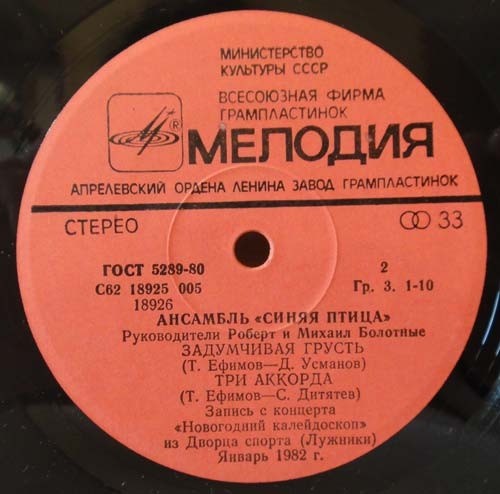 МИНИСТЕРСТВО
КУЛЬТУРЫ СССР
ВСЕСОЮЗНАЯ ФИРМА
ГРАМПЛАСТИНОК
® МЕЛОДИЯ
АПРЕЛЕВСКИЙ ОРДЕНА ЛЕНИНА ЗАВОД ГРАМПЛАСТИНОК
СТЕРЕО 33
ГОСТ 5289-80 2
С62 18925 005 Гр. 3. 1-10
18926
АНСАМБЛЬ «СИНЯЯ ПТИЦА»
Руководители Роберт и Михаил Болотные
ЗАДУМЧИВАЯ ГРУСТЬ
(Т. Ефимов—Д. Усманов)
ТРИ АККОРДА
(Т. Ефимов—С. Дитятев)
Запись с концерта
«Новогодний калейдоскоп»
из Дворца спорта (Лужники)
Январь 1982 г.